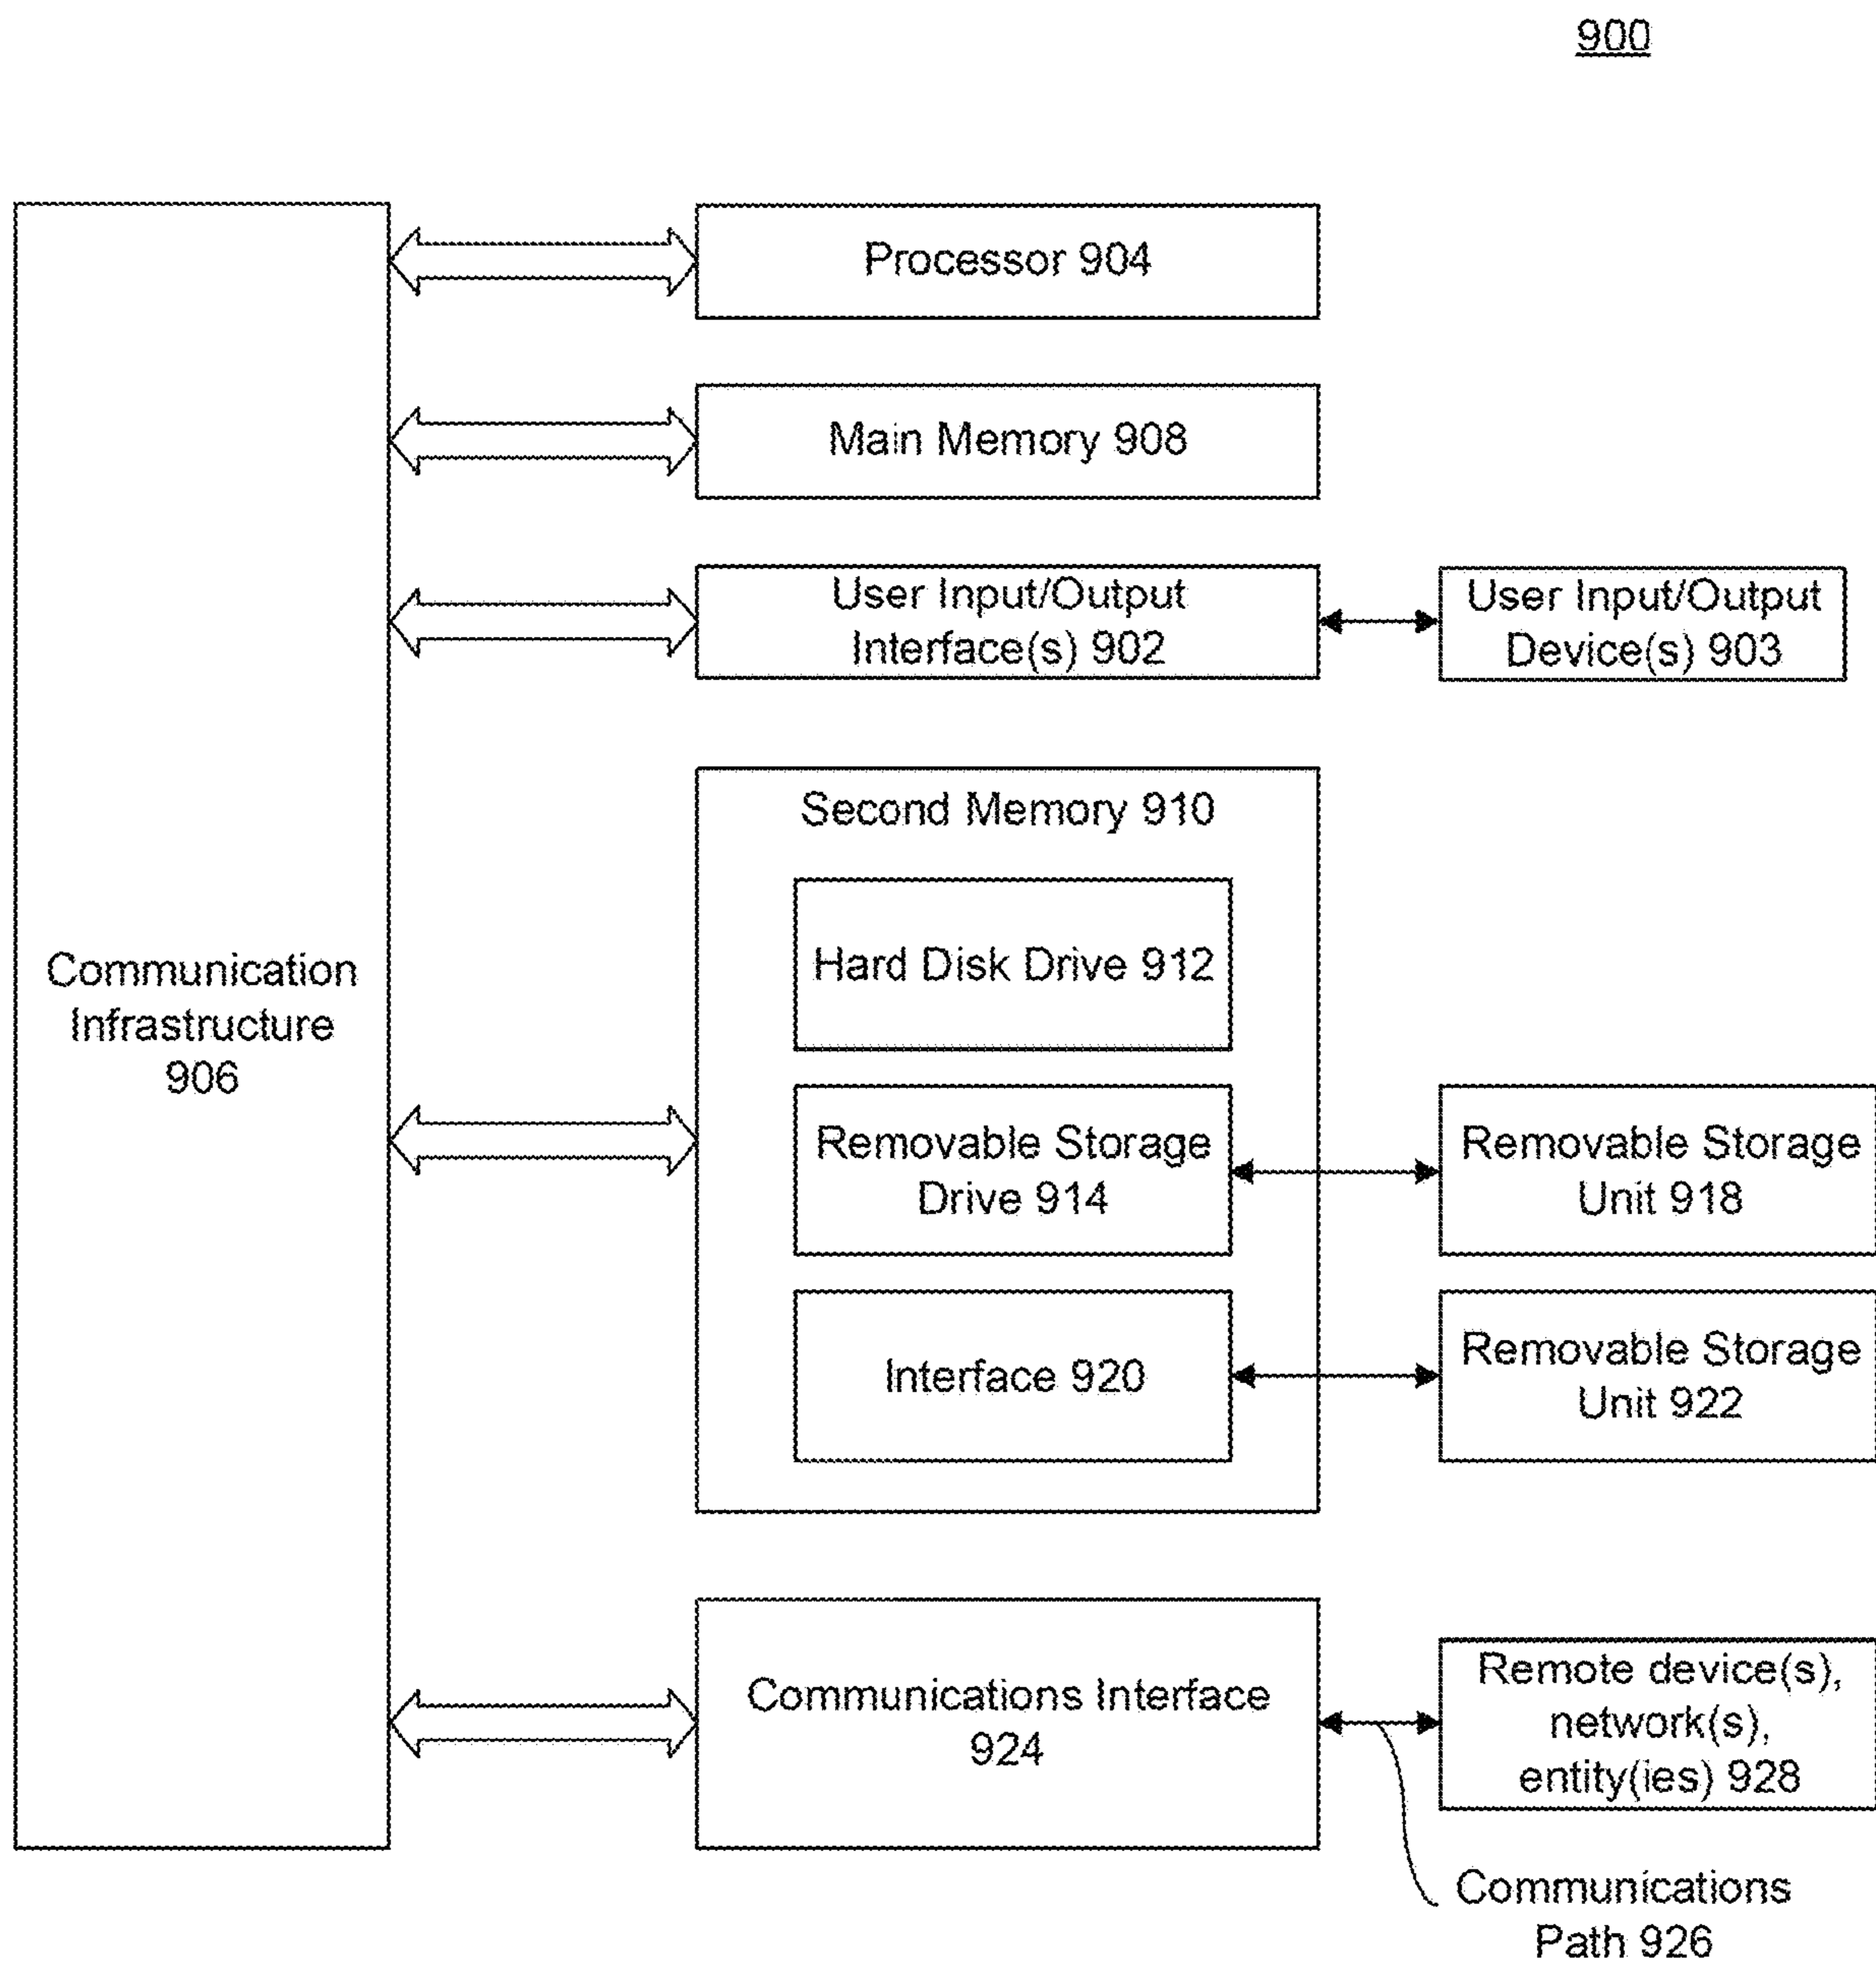 900
Processor 904
Main Memory 908
User Input/Output
Interface(s) 902
User Input/Output
Device(s) 903
Second Memory 910
Hard Disk Drive 912
Communication
Infrastructure
906
Removable Storage
Drive 914
Removable Storage
Unit 918
Interface 920
Removable Storage
Unit 922
Communications Interface
924
Remote device(s),
network(s),
entity(ies) 928
Communications
Path 926